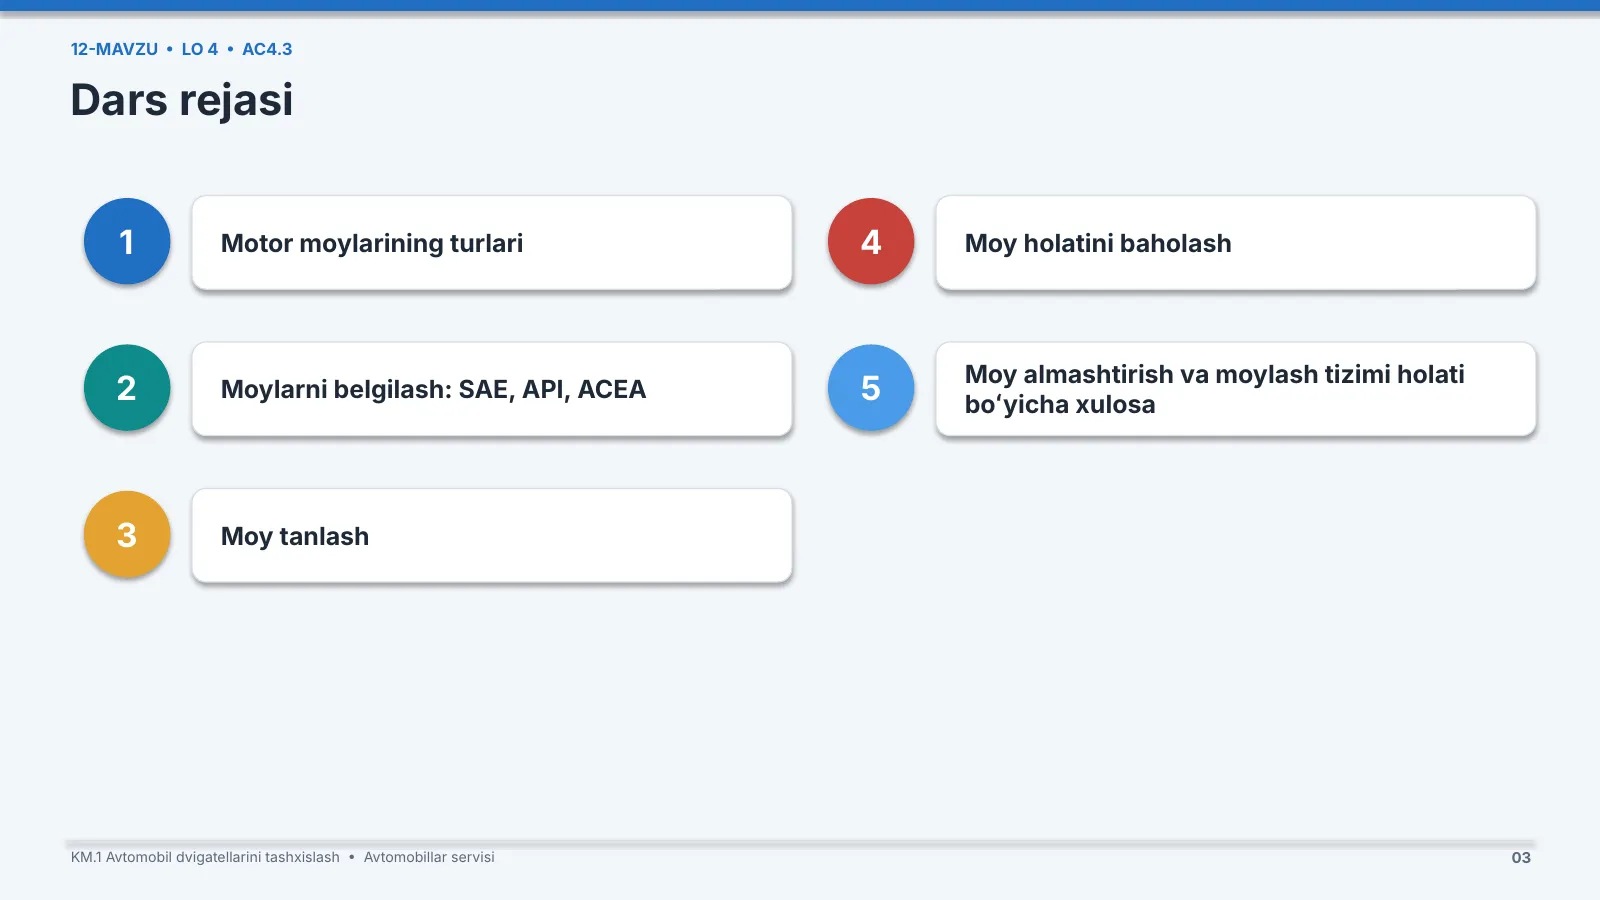 12-MAVZU • LO 4 • AC4.3
Dars rejasi
1
Motor moylarining turlari
2
Moylarni belgilash: SAE, API, ACEA
3
Moy tanlash
4
Moy holatini baholash
5
Moy almashtirish va moylash tizimi holati
boʻyicha xulosa
KM.1 Avtomobil dvigatellarini tashxislash • Avtomobillar servisi
03